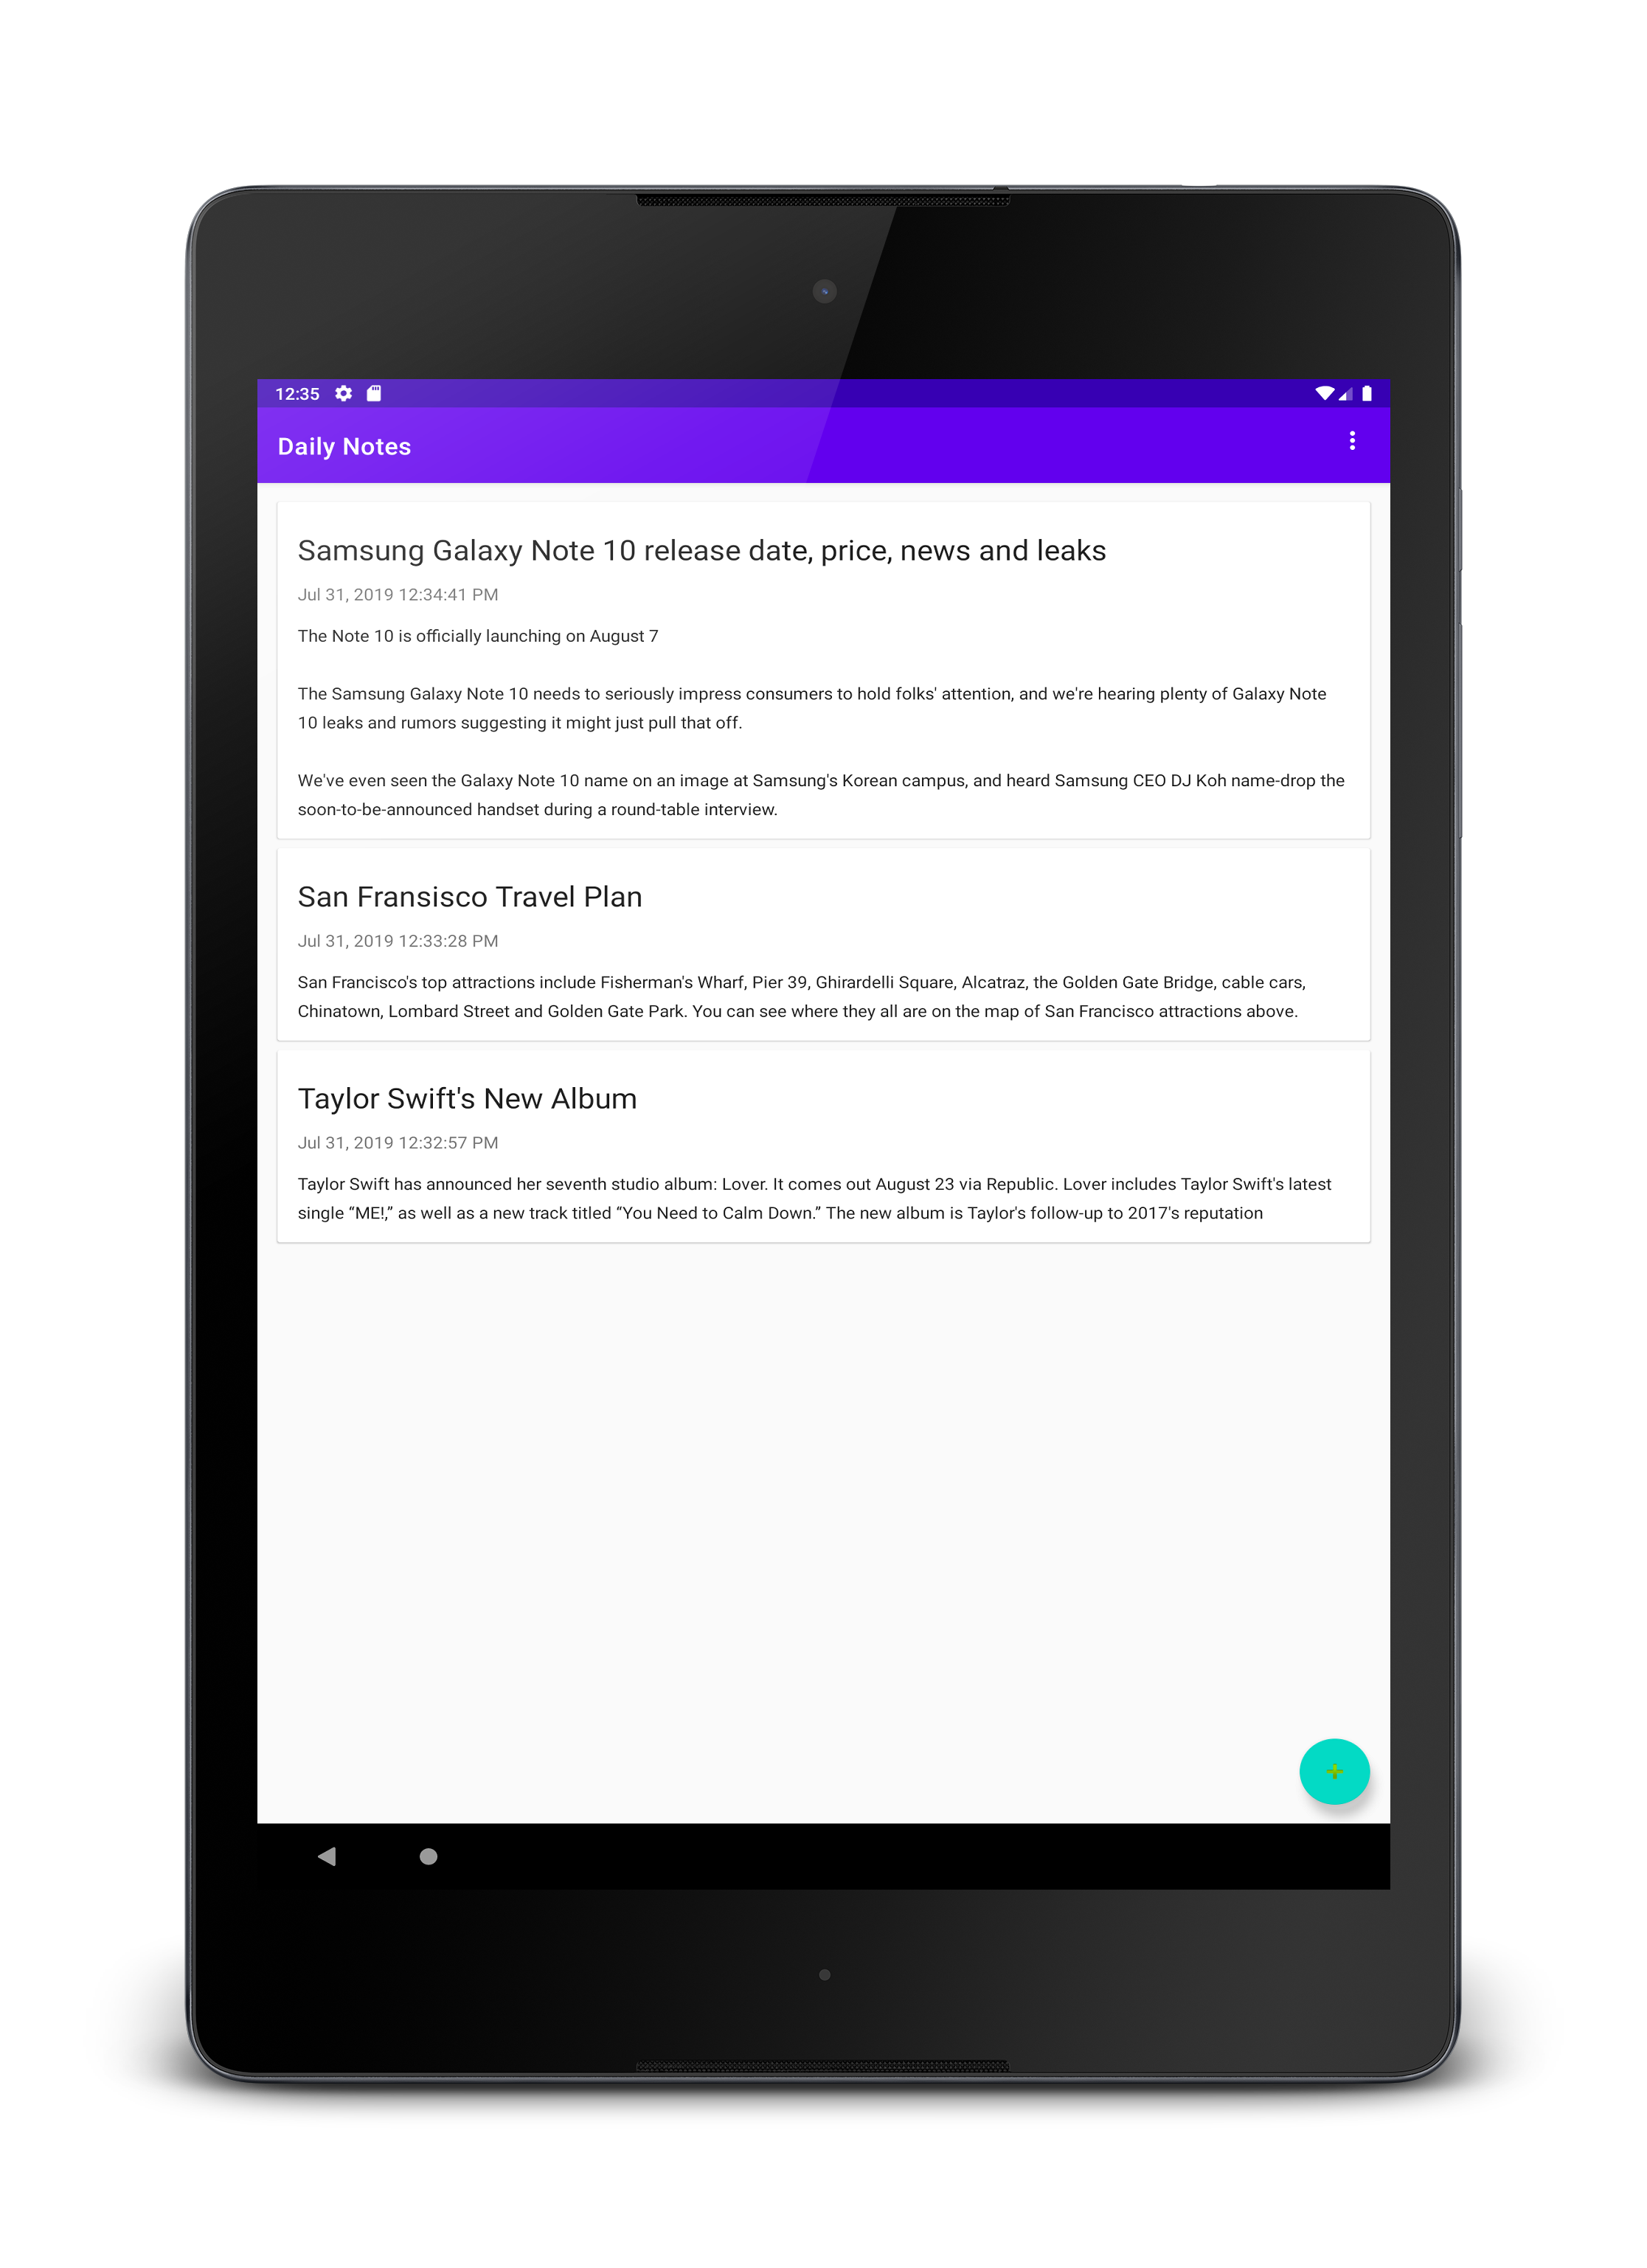 12:35
Daily Notes
Samsung Galaxy Note 10 release date, price, news and leaks
Jul 31, 2019 12:34:41 PM
The Note 10 is officially launching on August 7
The Samsung Galaxy Note 10 needs to seriously impress consumers to hold folks' attention, and we're hearing plenty of Galaxy Note
10 leaks and rumors suggesting it might just pull that off.
We've even seen the Galaxy Note 10 name on an image at Samsung's Korean campus, and heard Samsung CEO DJ Koh name-drop the
soon-to-be-announced handset during a round-table interview.
San Fransisco Travel Plan
Jul 31, 2019 12:33:28 PM
San Francisco's top attractions include Fisherman's Wharf, Pier 39, Ghirardelli Square, Alcatraz, the Golden Gate Bridge, cable cars,
Chinatown, Lombard Street and Golden Gate Park. You can see where they all are on the map of San Francisco attractions above.
Taylor Swift's New Album
Jul 31, 2019 12:32:57 PM
Taylor Swift has announced her seventh studio album: Lover. It comes out August 23 via Republic. Lover includes Taylor Swift's latest
single “ME!,” as well as a new track titled “You Need to Calm Down.” The new album is Taylor's follow-up to 2017's reputation